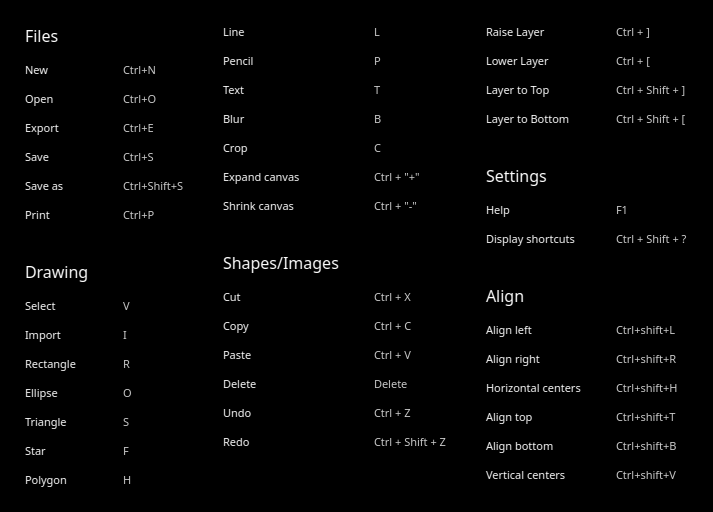 Files
New Ctrl+N
Open Ctrl+O
Export Ctrl+E
Save Ctrl+S
Save as Ctrl+Shift+S
Print Ctrl+P
Drawing
Select V
Import I
Rectangle R
Ellipse O
Triangle S
Star F
Polygon H
Line L
Pencil P
Text T
Blur B
Crop C
Expand canvas Ctrl + "+"
Shrink canvas Ctrl + "-"
Shapes/Images
Cut Ctrl + X
Copy Ctrl + C
Paste Ctrl + V
Delete Delete
Undo Ctrl + Z
Redo Ctrl + Shift + Z
Raise Layer Ctrl + ]
Lower Layer Ctrl + [
Layer to Top Ctrl + Shift + ]
Layer to Bottom Ctrl + Shift + [
Settings
Help F1
Display shortcuts Ctrl + Shift + ?
Align
Align left Ctrl+shift+L
Align right Ctrl+shift+R
Horizontal centers Ctrl+shift+H
Align top Ctrl+shift+T
Align bottom Ctrl+shift+B
Vertical centers Ctrl+shift+V